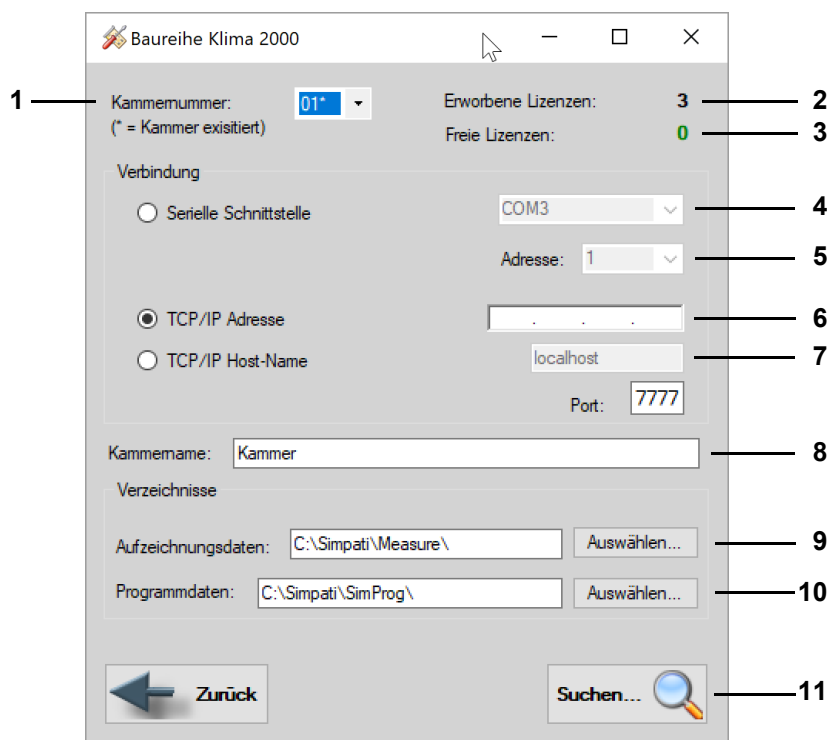 Baureihe Klima 2000
1 Kammernummer: 01* Erworbene Lizenzen: 3 2
(* = Kammer exisitiert) Freie Lizenzen: 0 3
Verbindung
Serielle Schnittstelle COM3 4
Adresse: 1 5
TCP/IP Adresse . . . 6
TCP/IP Host-Name localhost 7
Port: 7777
Kammername: Kammer 8
Verzeichnisse
Aufzeichnungsdaten: C:\Simpati\Measure\ Auswählen... 9
Programmdaten: C:\Simpati\SimProg\ Auswählen... 10
Zurück Suchen... 11